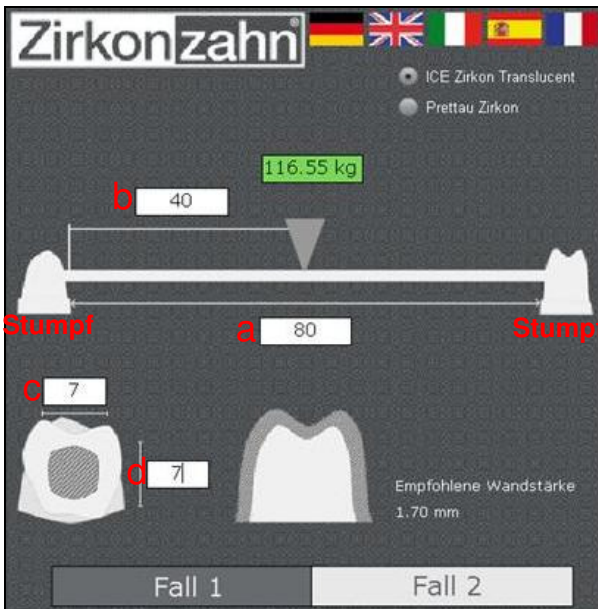 Zirkonzahn®
ICE Zirkon Translucent
Prettau Zirkon
116.55 kg
b 40
Stumpf
Stump
a 80
c 7
d 7
Empfohlene Wandstärke
1.70 mm
Fall 1
Fall 2